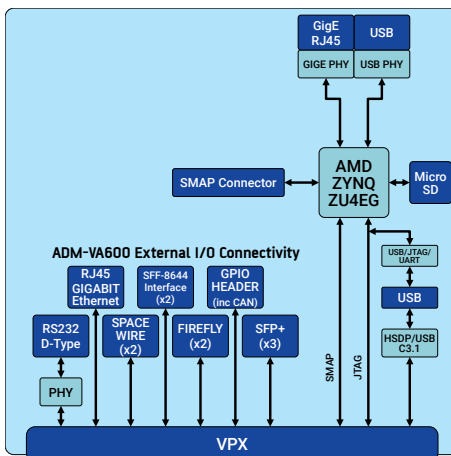 GigE
RJ45
USB
GIGE PHY
USB PHY
AMD
ZYNQ
ZU4EG
SMAP Connector
Micro
SD
ADM-VA600 External I/O Connectivity
USB/JTAG/
UART
RJ45
GIGABIT
Ethernet
SFF-8644
Interface
(x2)
GPIO
HEADER
(inc CAN)
USB
RS232
D-Type
SPACE
WIRE
(x2)
FIREFLY
(x2)
SFP+
(x3)
HSDP/USB
C3.1
SMAP
JTAG
PHY
VPX